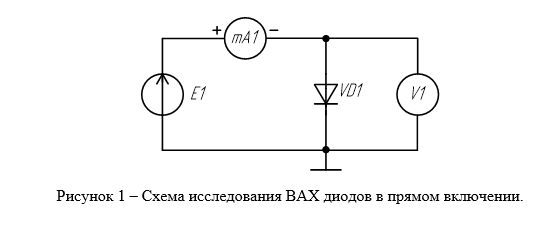 + mA1 −
E1
VD1
V1
Рисунок 1 – Схема исследования ВАХ диодов в прямом включении.